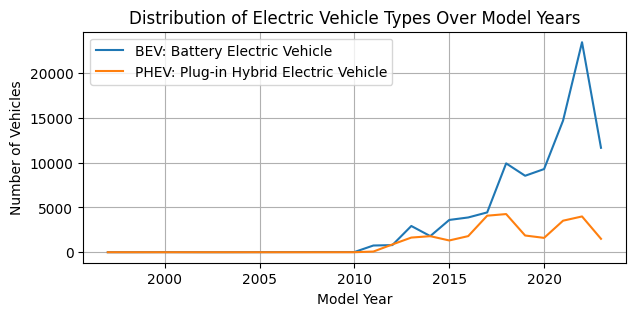 Distribution of Electric Vehicle Types Over Model Years
BEV: Battery Electric Vehicle
PHEV: Plug-in Hybrid Electric Vehicle
Number of Vehicles
20000
15000
10000
5000
0
2000
2005
2010
2015
2020
Model Year